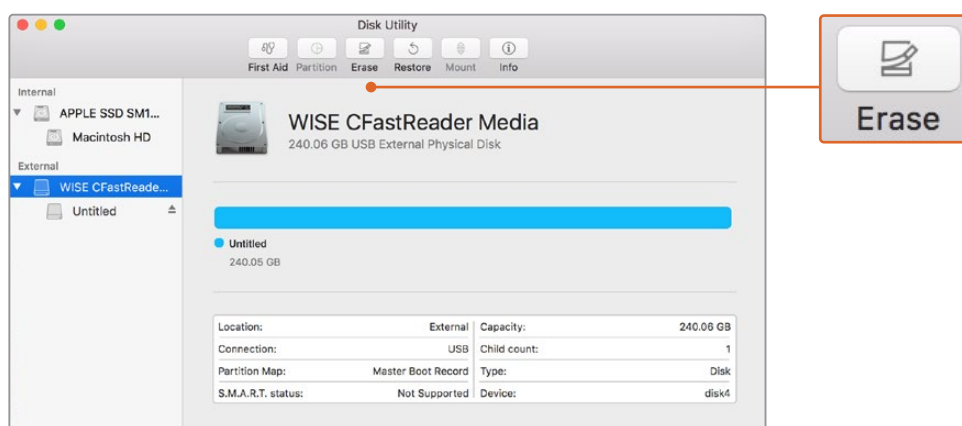 Disk Utility
First Aid Partition Erase Restore Mount Info
Erase
Internal
APPLE SSD SM1...
Macintosh HD
External
WISE CFastReade...
Untitled
WISE CFastReader Media
240.06 GB USB External Physical Disk
Untitled
240.05 GB
Location: External Capacity: 240.06 GB
Connection: USB Child count: 1
Partition Map: Master Boot Record Type: Disk
S.M.A.R.T. status: Not Supported Device: disk4